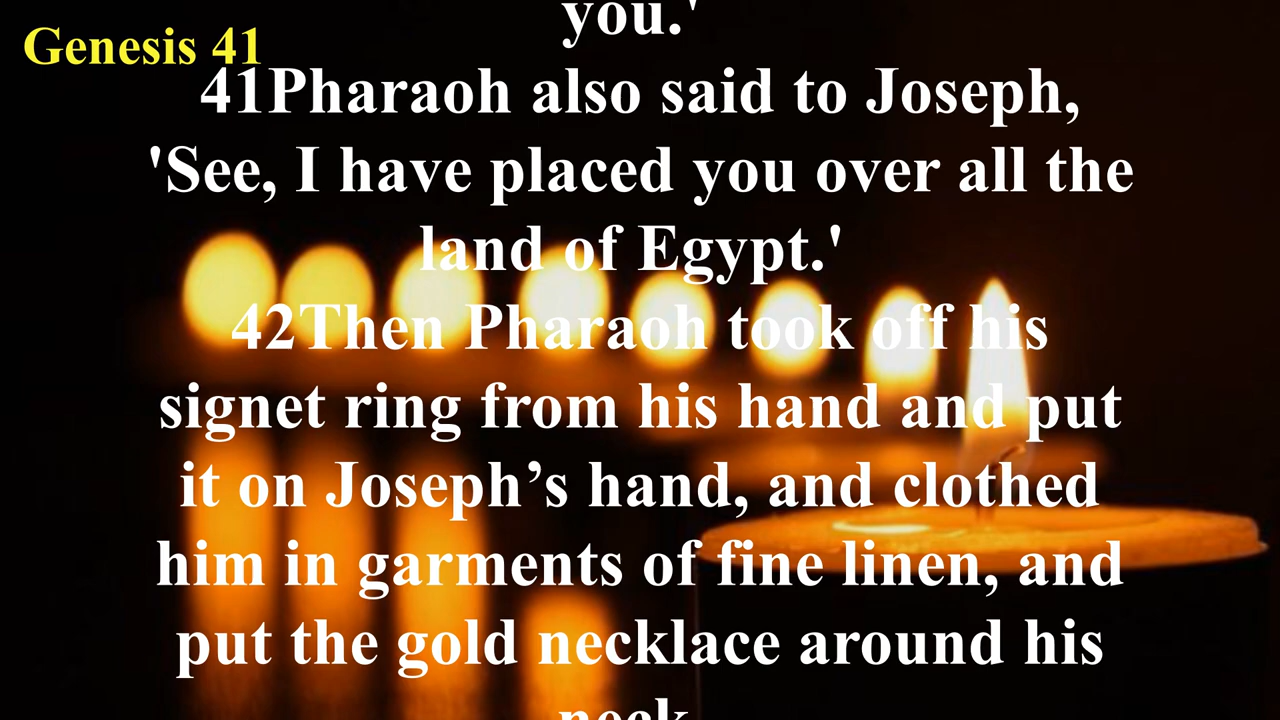 you.'
Genesis 41
41Pharaoh also said to Joseph,
'See, I have placed you over all the
land of Egypt.'
42Then Pharaoh took off his
signet ring from his hand and put
it on Joseph’s hand, and clothed
him in garments of fine linen, and
put the gold necklace around his
neck